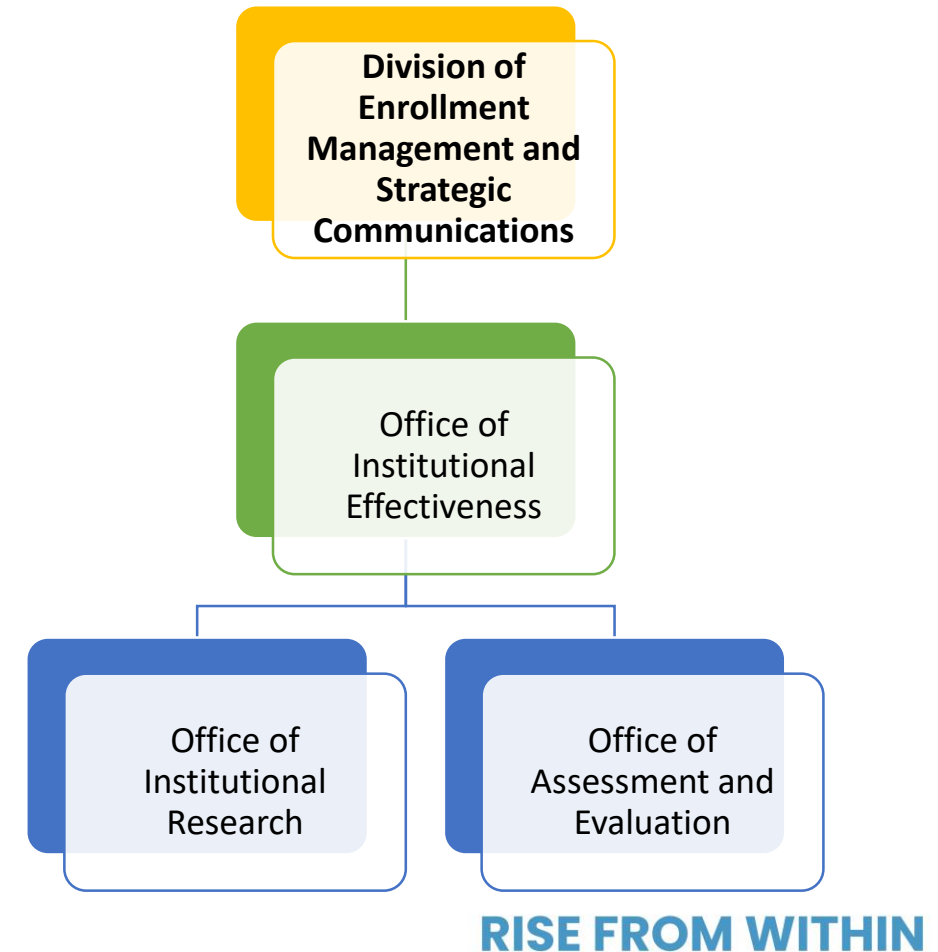 Division of
Enrollment
Management and
Strategic
Communications
Office of
Institutional
Effectiveness
Office of
Institutional
Research
Office of
Assessment and
Evaluation
RISE FROM WITHIN